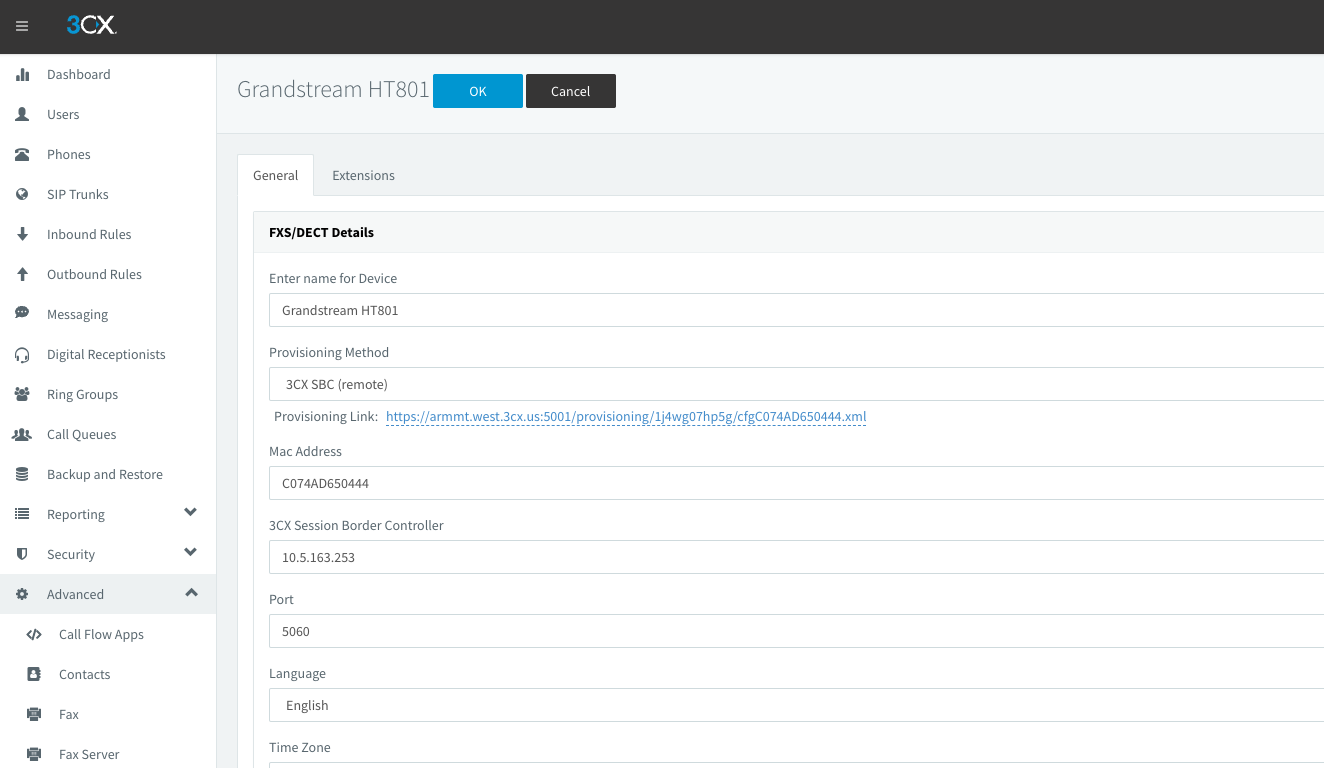 3CX
Dashboard
Users
Phones
SIP Trunks
Inbound Rules
Outbound Rules
Messaging
Digital Receptionists
Ring Groups
Call Queues
Backup and Restore
Reporting
Security
Advanced
Call Flow Apps
Contacts
Fax
Fax Server
Grandstream HT801
OK
Cancel
General
Extensions
FXS/DECT Details
Enter name for Device
Grandstream HT801
Provisioning Method
3CX SBC (remote)
Provisioning Link: https://armmt.west.3cx.us:5001/provisioning/1j4wg07hp5g/cfgC074AD650444.xml
Mac Address
C074AD650444
3CX Session Border Controller
10.5.163.253
Port
5060
Language
English
Time Zone